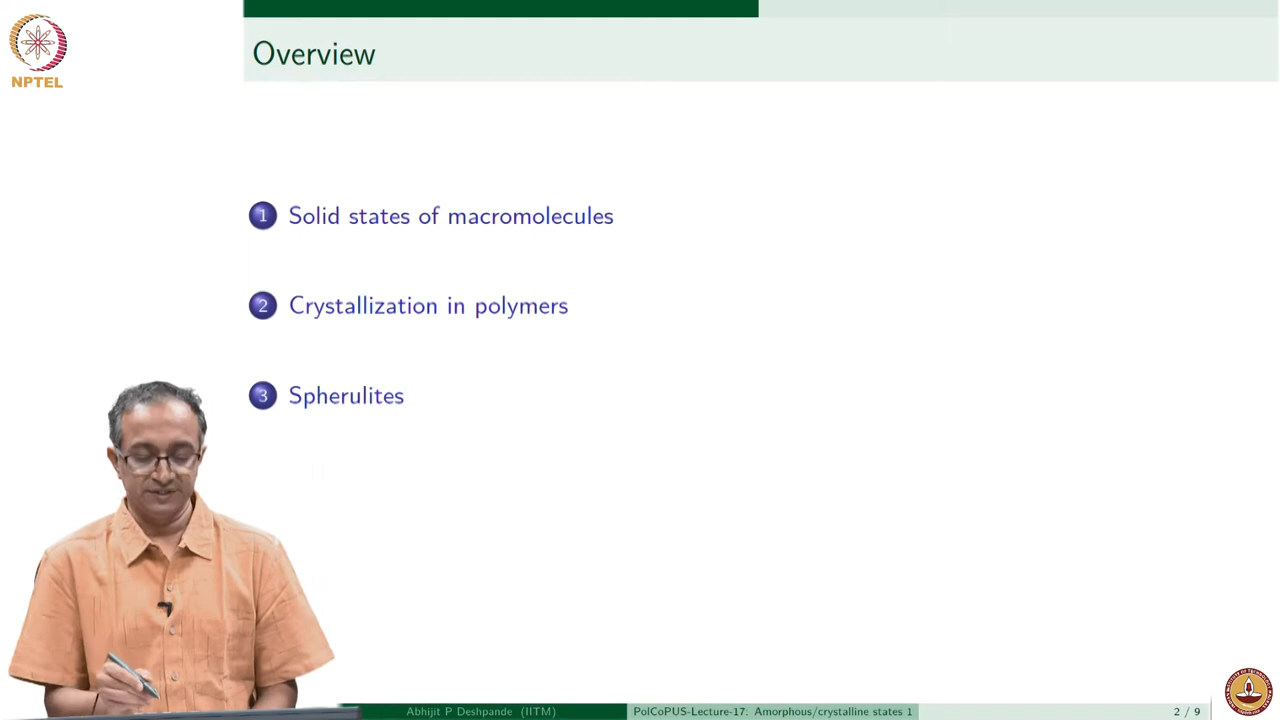 NPTEL
Overview
1 Solid states of macromolecules
2 Crystallization in polymers
3 Spherulites
Abhijit P Deshpande (IITM)
PolCoPUS-Lecture-17: Amorphous/crystalline states 1
2 / 9